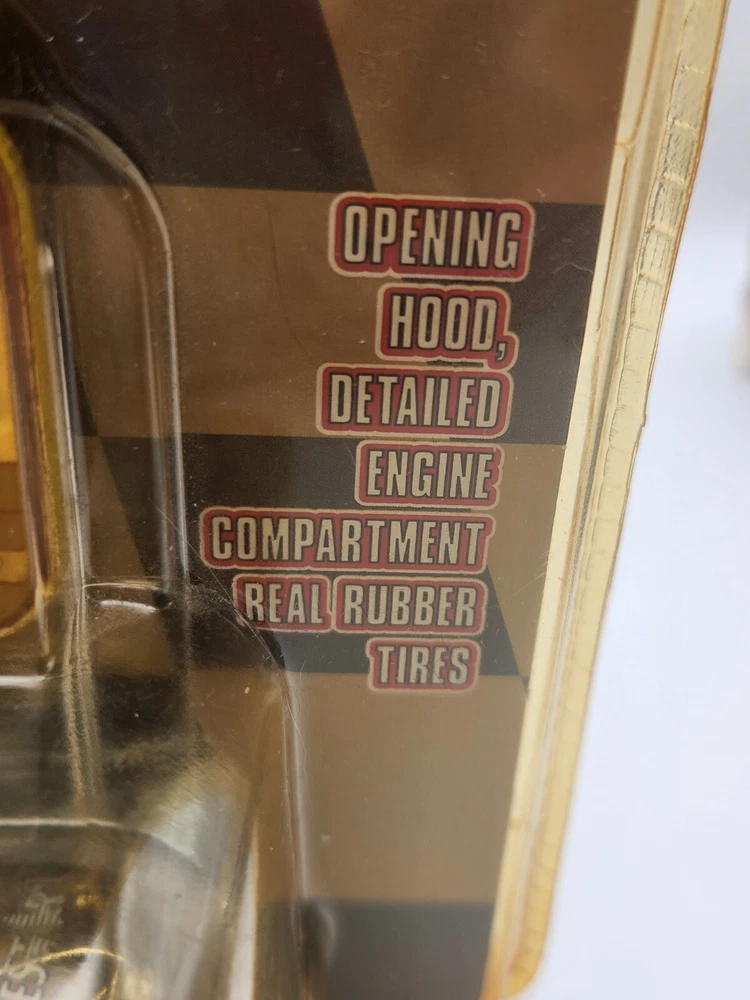 OPENING
HOOD,
DETAILED
ENGINE
COMPARTMENT
REAL RUBBER
TIRES